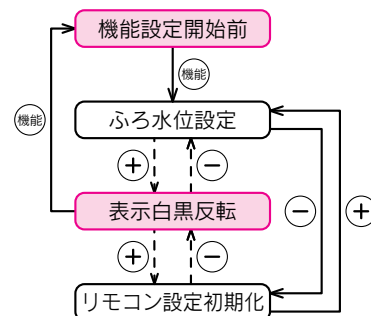 機能設定開始前
機能
ふろ水位設定
機能
+ −
表示白黒反転
− +
+ −
リモコン設定初期化